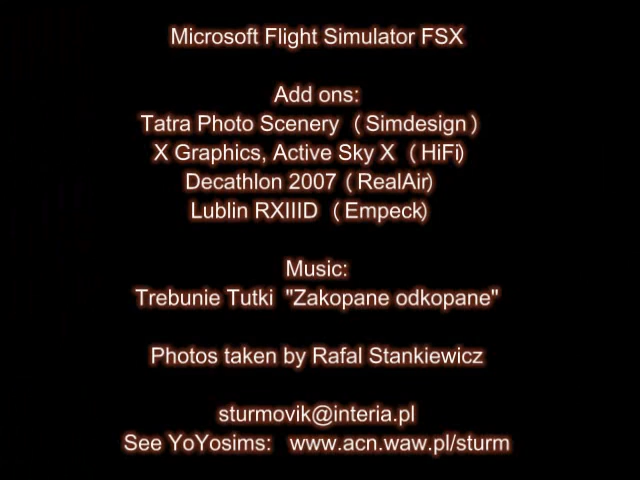 Microsoft Flight Simulator FSX
Add ons:
Tatra Photo Scenery ( Simdesign )
X Graphics, Active Sky X ( HiFi)
Decathlon 2007 ( RealAir)
Lublin RXIIID ( Empeck)
Music:
Trebunie Tutki "Zakopane odkopane"
Photos taken by Rafal Stankiewicz
sturmovik@interia.pl
See YoYosims: www.acn.waw.pl/sturm